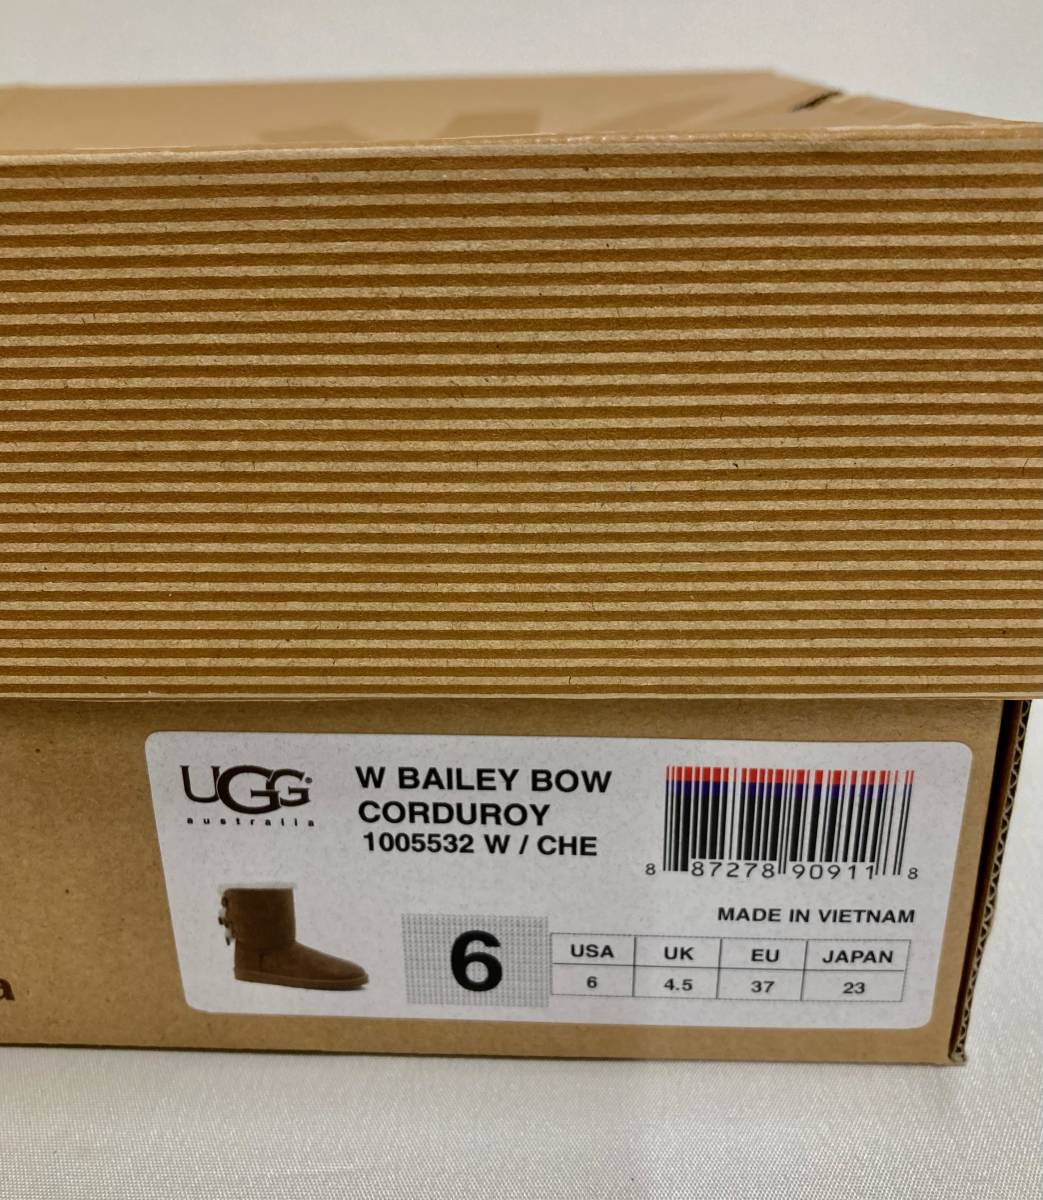 UGG®
australia
W BAILEY BOW
CORDUROY
1005532 W / CHE
8 87278 90911 8
MADE IN VIETNAM
6
USA UK EU JAPAN
6 4.5 37 23
a